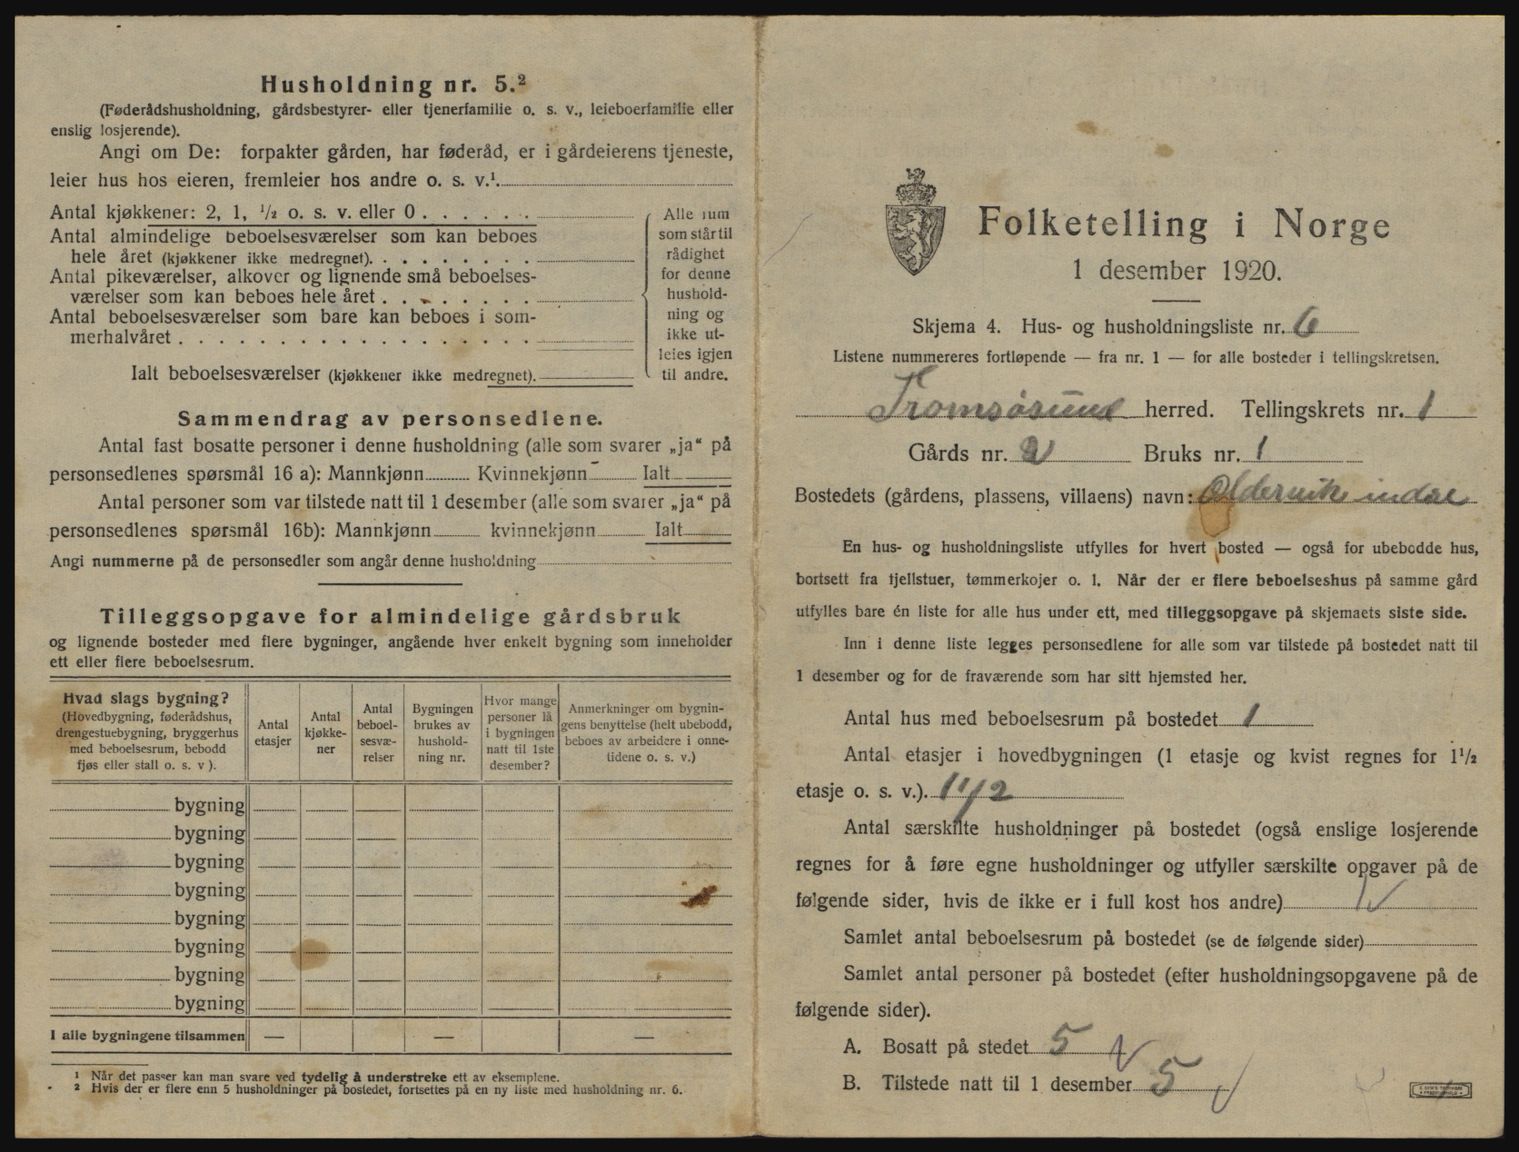 Husholdning nr. 5.²
(Føderådshusholdning, gårdsbestyrer- eller tjenerfamilie o. s. v., leieboerfamilie eller
enslig losjerende).
Angi om De: forpakter gården, har føderåd, er i gårdeierens tjeneste,
leier hus hos eieren, fremleier hos andre o. s. v.¹.
Antal kjøkkener: 2, 1, ½ o. s. v. eller 0 . . . . . .
Antal almindelige beboelsesværelser som kan beboes
hele året (kjøkkener ikke medregnet). . . . . . . . .
Antal pikeværelser, alkover og lignende små beboelses-
værelser som kan beboes hele året . . . . . . . .
Antal beboelsesværelser som bare kan beboes i som-
merhalvåret . . . . . . . . . . . . . . . . . .
Ialt beboelsesværelser (kjøkkener ikke medregnet).
Alle rum
som står til
rådighet
for denne
hushold-
ning og
ikke ut-
leies igjen
til andre.
Sammendrag av personsedlene.
Antal fast bosatte personer i denne husholdning (alle som svarer „ja“ på
personsedlenes spørsmål 16 a): Mannkjønn Kvinnekjønn Ialt
Antal personer som var tilstede natt til 1 desember (alle som svarer „ja“ på
personsedlenes spørsmål 16b): Mannkjønn kvinnekjønn Ialt
Angi nummerne på de personsedler som angår denne husholdning
Tilleggsopgave for almindelige gårdsbruk
og lignende bosteder med flere bygninger, angående hver enkelt bygning som inneholder
ett eller flere beboelsesrum.
Hvad slags bygning?
(Hovedbygning, føderådshus,
drengestuebygning, bryggerhus
med beboelsesrum, bebodd
fjøs eller stall o. s. v ).
Antal
etasjer
Antal
kjøkke-
ner
Antal
beboel-
sesvæ-
relser
Bygningen
brukes av
hushold-
ning nr.
Hvor mange
personer lå
i bygningen
natt til 1ste
desember?
Anmerkninger om bygnin-
gens benyttelse (helt ubebodd,
beboes av arbeidere i onne-
tidene o. s. v.)
bygning
bygning
bygning
bygning
bygning
bygning
bygning
bygning
I alle bygningene tilsammen — — —
¹ Når det passer kan man svare ved tydelig å understreke ett av eksemplene.
² Hvis der er flere enn 5 husholdninger på bostedet, fortsettes på en ny liste med husholdning nr. 6.
Folketelling i Norge
1 desember 1920.
Skjema 4. Hus- og husholdningsliste nr. 6
Listene nummereres fortløpende — fra nr. 1 — for alle bosteder i tellingskretsen.
Tromsøsund herred. Tellingskrets nr. 1
Gårds nr. 2 Bruks nr. 1
Bostedets (gårdens, plassens, villaens) navn: Oldervik indre
En hus- og husholdningsliste utfylles for hvert bosted — også for ubebodde hus,
bortsett fra fjellstuer, tømmerkojer o. l. Når der er flere beboelseshus på samme gård
utfylles bare én liste for alle hus under ett, med tilleggsopgave på skjemaets siste side.
Inn i denne liste legges personsedlene for alle som var tilstede på bostedet natt til
1 desember og for de fraværende som har sitt hjemsted her.
Antal hus med beboelsesrum på bostedet 1
Antal etasjer i hovedbygningen (1 etasje og kvist regnes for 1½
etasje o. s. v.). 1 1/2
Antal særskilte husholdninger på bostedet (også enslige losjerende
regnes for å føre egne husholdninger og utfyller særskilte opgaver på de
følgende sider, hvis de ikke er i full kost hos andre) 1
Samlet antal beboelsesrum på bostedet (se de følgende sider)
Samlet antal personer på bostedet (efter husholdningsopgavene på de
følgende sider).
A. Bosatt på stedet 5
B. Tilstede natt til 1 desember 5